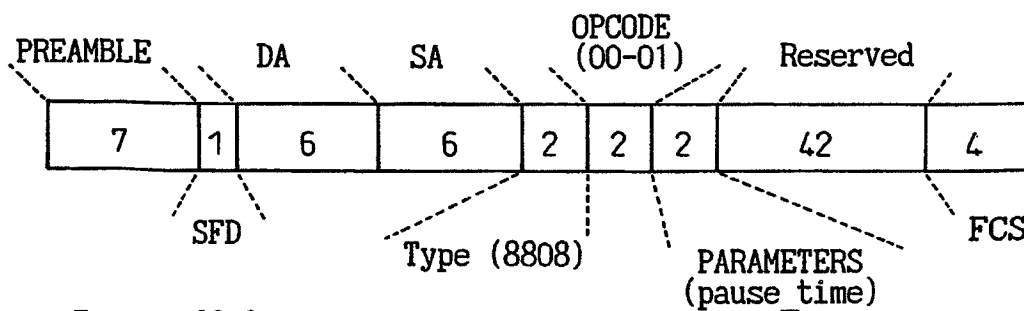 PREAMBLE DA SA OPCODE
(00-01) Reserved
7 1 6 6 2 2 2 42 4
SFD Type (8808) PARAMETERS
(pause time) FCS